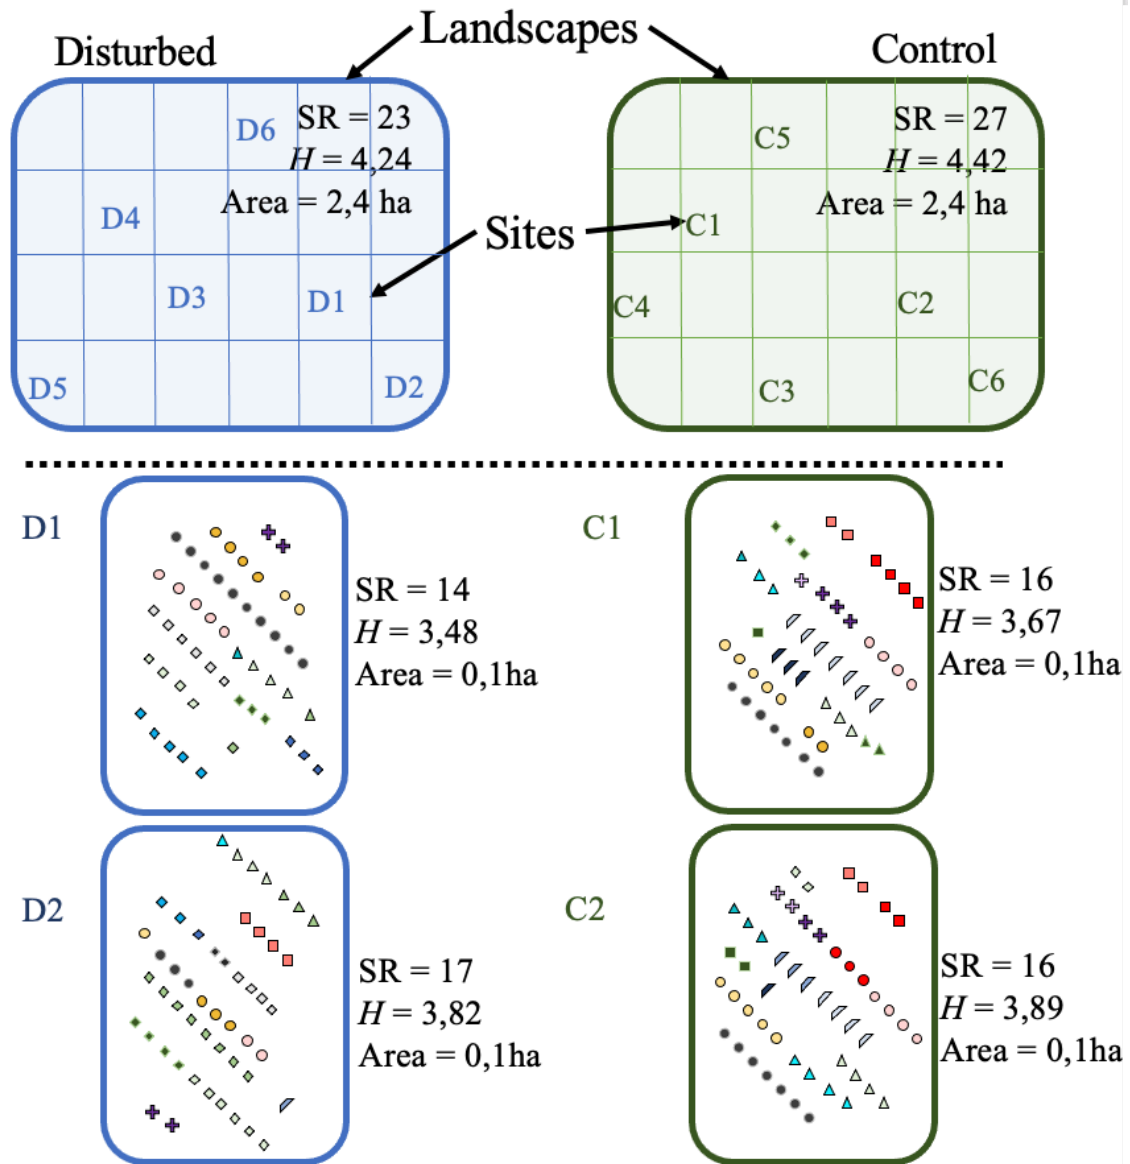 Landscapes
Disturbed
Control
D6
SR = 23
H = 4,24
Area = 2,4 ha
D4
D3
D1
D5
D2
Sites
C5
SR = 27
H = 4,42
Area = 2,4 ha
C1
C4
C2
C3
C6
D1
SR = 14
H = 3,48
Area = 0,1ha
C1
SR = 16
H = 3,67
Area = 0,1ha
D2
SR = 17
H = 3,82
Area = 0,1ha
C2
SR = 16
H = 3,89
Area = 0,1ha